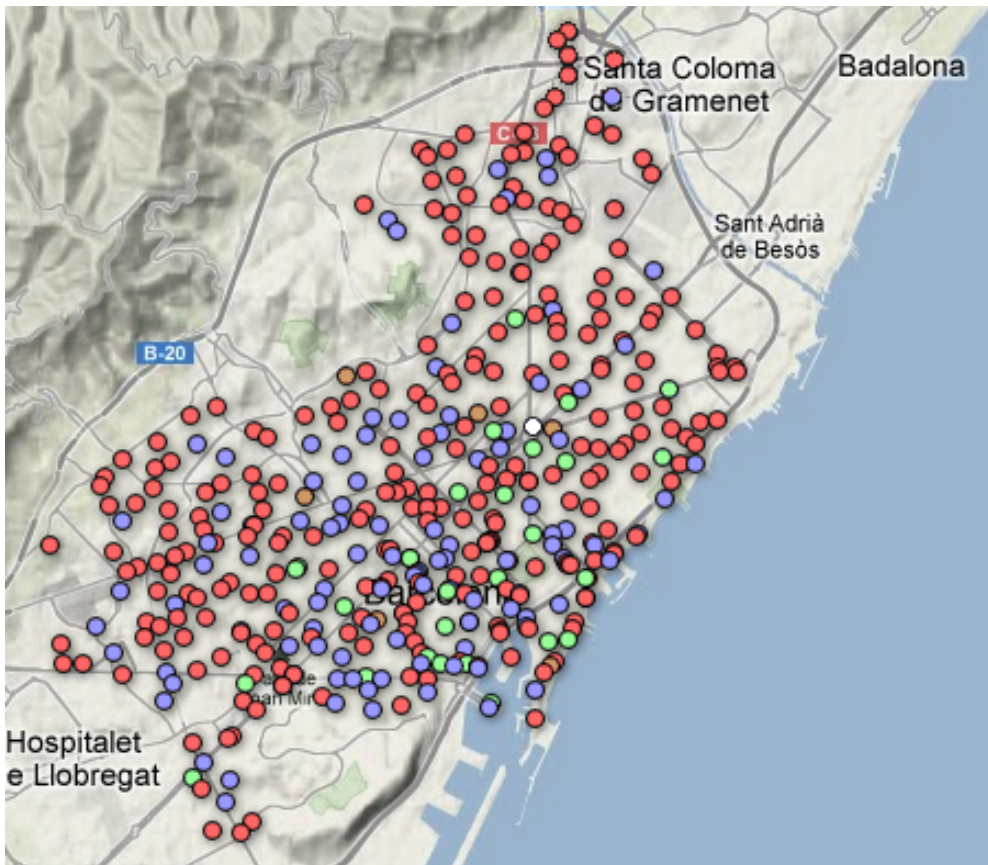 Santa Coloma
de Gramenet
Badalona
Sant Adrià
de Besòs
B-20
Hospitalet
e Llobregat